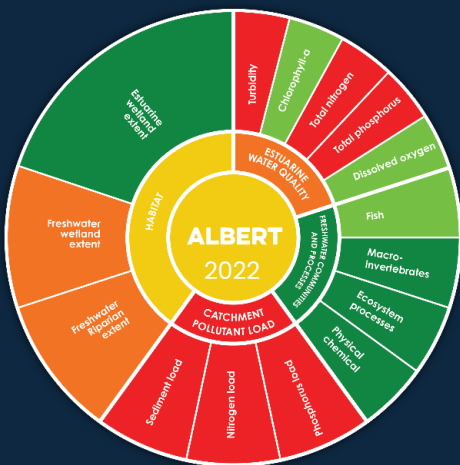 ALBERT
2022
HABITAT
ESTUARINE
WATER QUALITY
FRESHWATER COMMUNITIES
AND PROCESSES
CATCHMENT
POLLUTANT LOAD
Estuarine
wetland
extent
Turbidity
Chlorophyll-a
Total nitrogen
Total phosphorus
Dissolved oxygen
Fish
Macro-
Invertebrates
Ecosystem
processes
Physical
chemical
Phosphorus load
Nitrogen load
Sediment load
Freshwater
Riparian
extent
Freshwater
wetland
extent